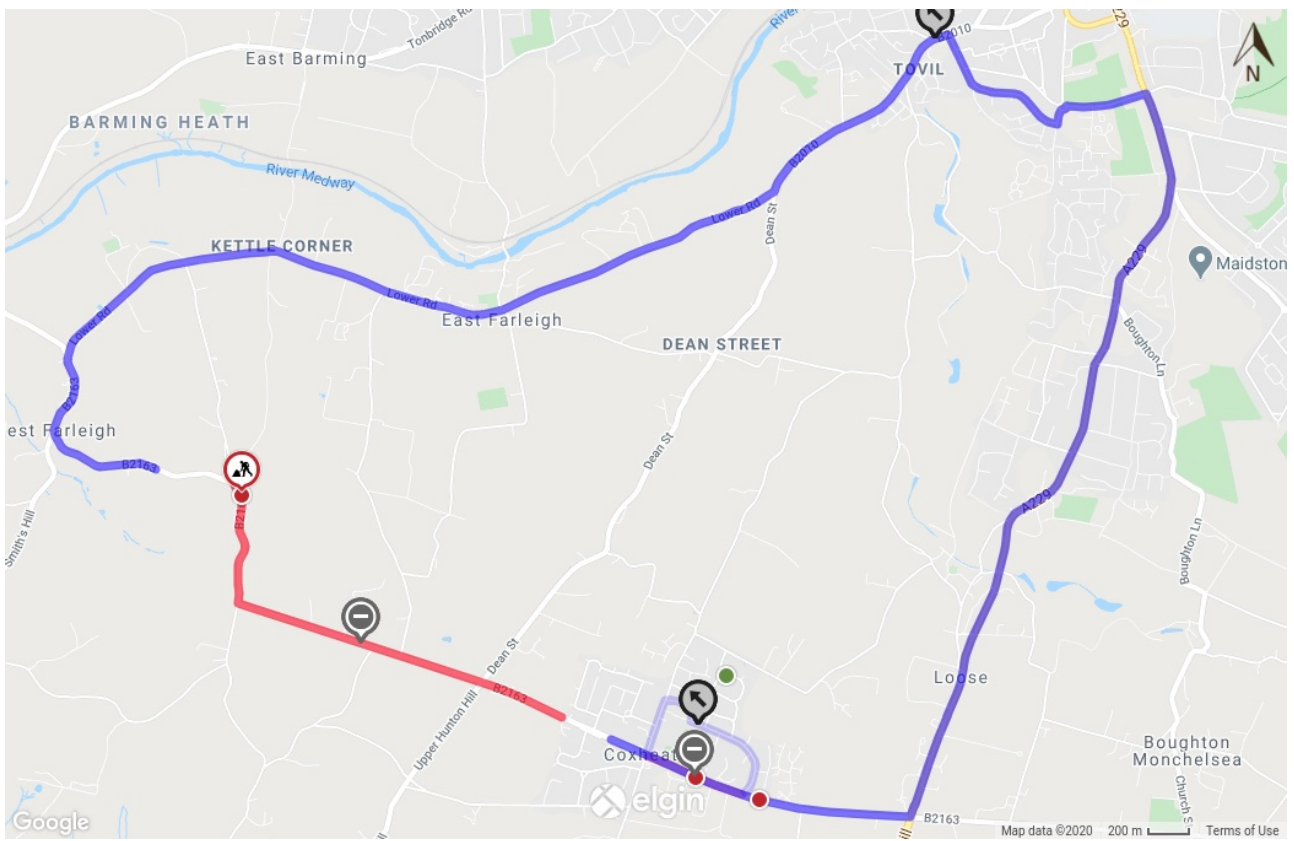 River
B2010
229
Tonbridge Rd
East Barming
TOVIL
N
BARMING HEATH
B2010
River Medway
Lower Rd
Dean St
KETTLE CORNER
A229
Maidston
Lower Rd
Lower Rd
East Farleigh
DEAN STREET
Boughton Ln
B2163
est Farleigh
Dean St
B2163
A229
B21
Smith's Hill
Boughton Ln
Dean St
Loose
B2163
Upper Hunton Hill
Boughton
Monchelsea
Coxheat
Church S
elgin
B2163
ill
Google
Map data ©2020
200 m
Terms of Use